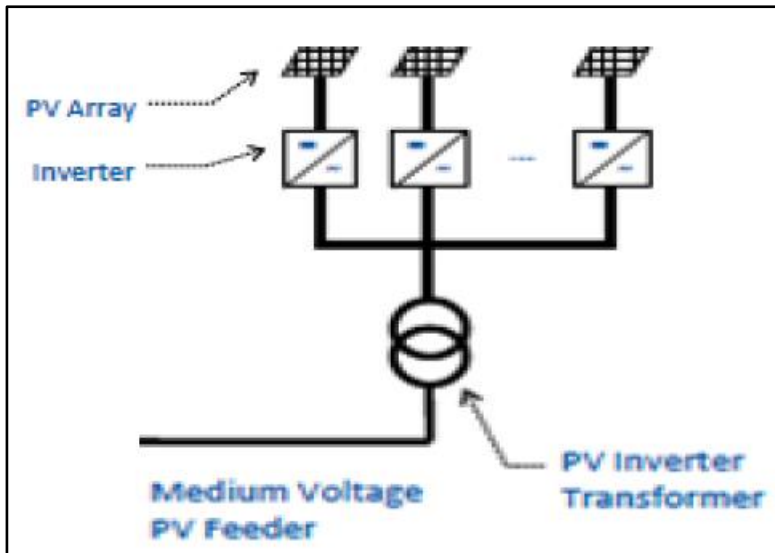 PV Array
Inverter
PV Inverter
Transformer
Medium Voltage
PV Feeder